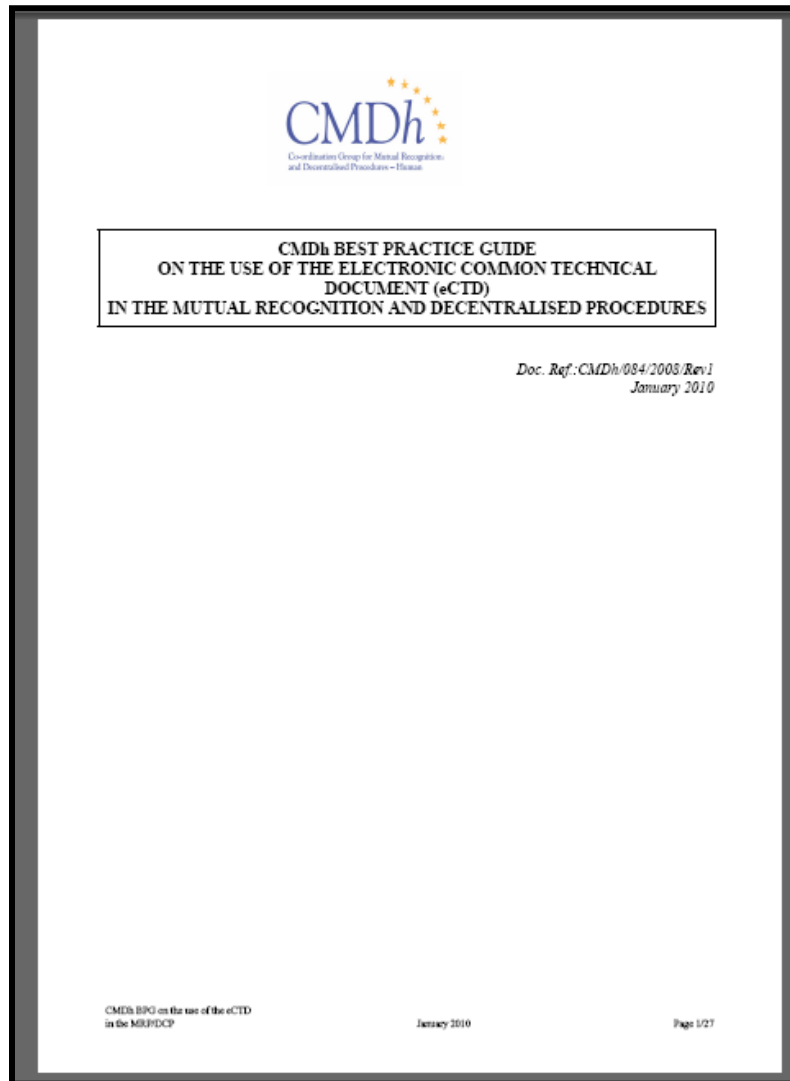 CMDh
Co-ordination Group for Mutual Recognition
and Decentralised Procedures – Human
CMDh BEST PRACTICE GUIDE
ON THE USE OF THE ELECTRONIC COMMON TECHNICAL
DOCUMENT (eCTD)
IN THE MUTUAL RECOGNITION AND DECENTRALISED PROCEDURES
Doc. Ref.:CMDh/084/2008/Rev1
January 2010
CMDh BPG on the use of the eCTD
in the MRP/DCP
January 2010
Page 1/27